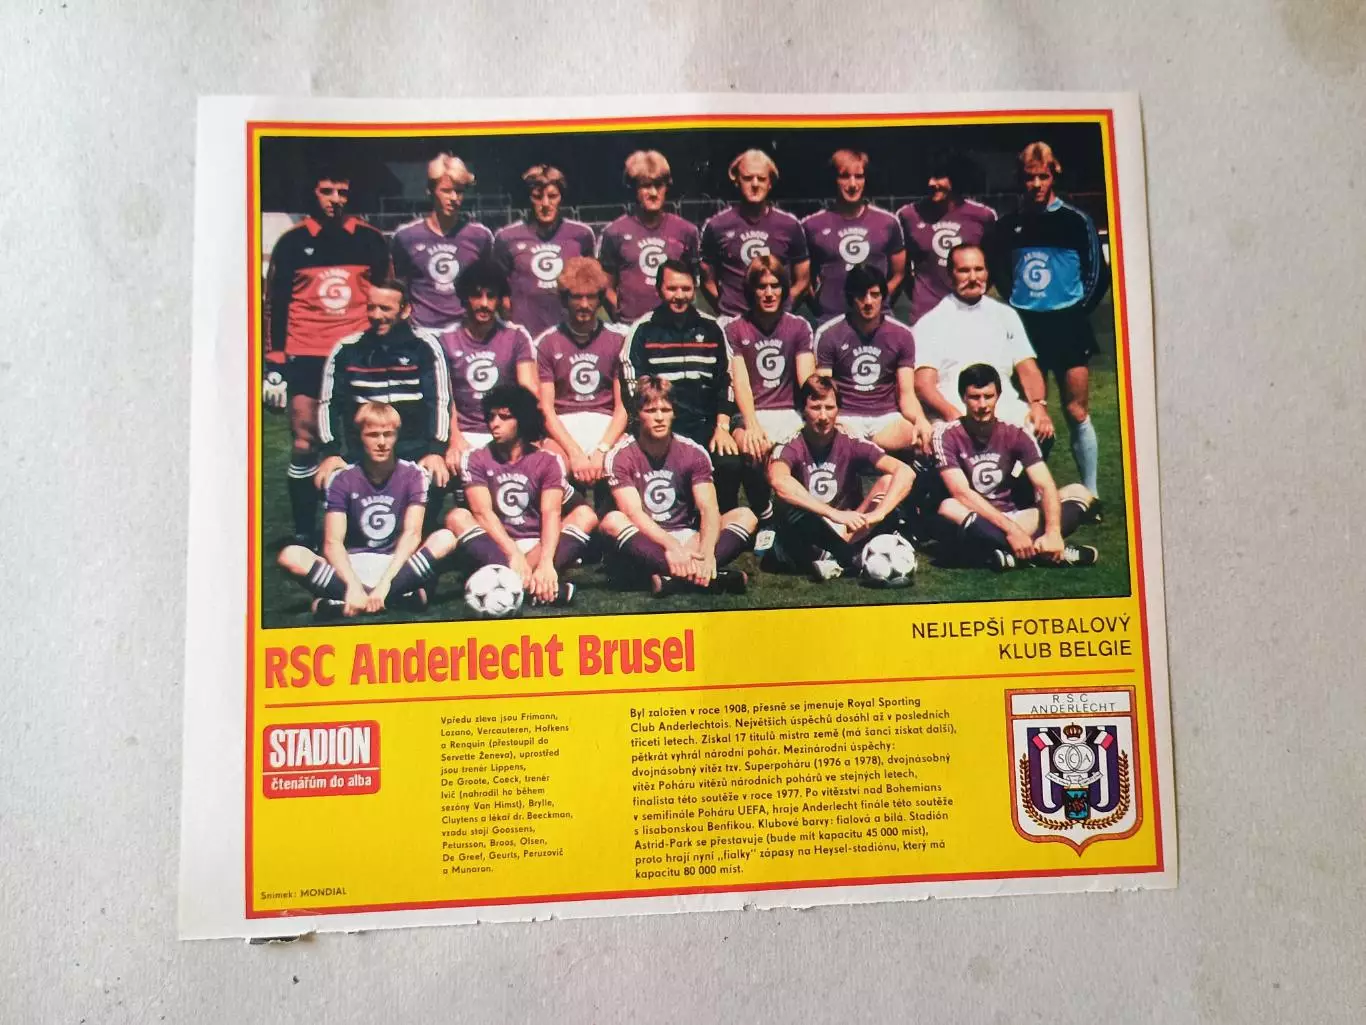 RSC Anderlecht Brusel
NEJLEPŠÍ FOTBALOVÝ
KLUB BELGIE
STADIÓN
čtenářům do alba
Vpředu zleva jsou Frimann,
Lozano, Vercauteren, Hofkens
a Renquin (přestoupil do
Servette Ženeva), uprostřed
jsou trenér Lippens,
De Groote, Coeck, trenér
Ivič (nahradil ho během
sezóny Van Himst), Brylle,
Cluytens a lékař dr. Beeckman,
vzadu stojí Goossens,
Petursson, Broos, Olsen,
De Greef, Geurts, Peruzovič
a Munaron.
Byl založen v roce 1908, přesně se jmenuje Royal Sporting
Club Anderlechtois. Největších úspěchů dosáhl až v posledních
třiceti letech. Získal 17 titulů mistra země (má šanci získat další),
pětkrát vyhrál národní pohár. Mezinárodní úspěchy:
dvojnásobný vítěz tzv. Superpoháru (1976 a 1978), dvojnásobný
vítěz Poháru vítězů národních pohárů ve stejných letech,
finalista této soutěže v roce 1977. Po vítězství nad Bohemians
v semifinále Poháru UEFA, hraje Anderlecht finále této soutěže
s lisabonskou Benfikou. Klubové barvy: fialová a bílá. Stadión
Astrid-Park se přestavuje (bude mít kapacitu 45 000 míst),
proto hrají nyní „fialky" zápasy na Heysel-stadiónu, který má
kapacitu 80 000 míst.
RSC
ANDERLECHT
Snímek: MONDIAL